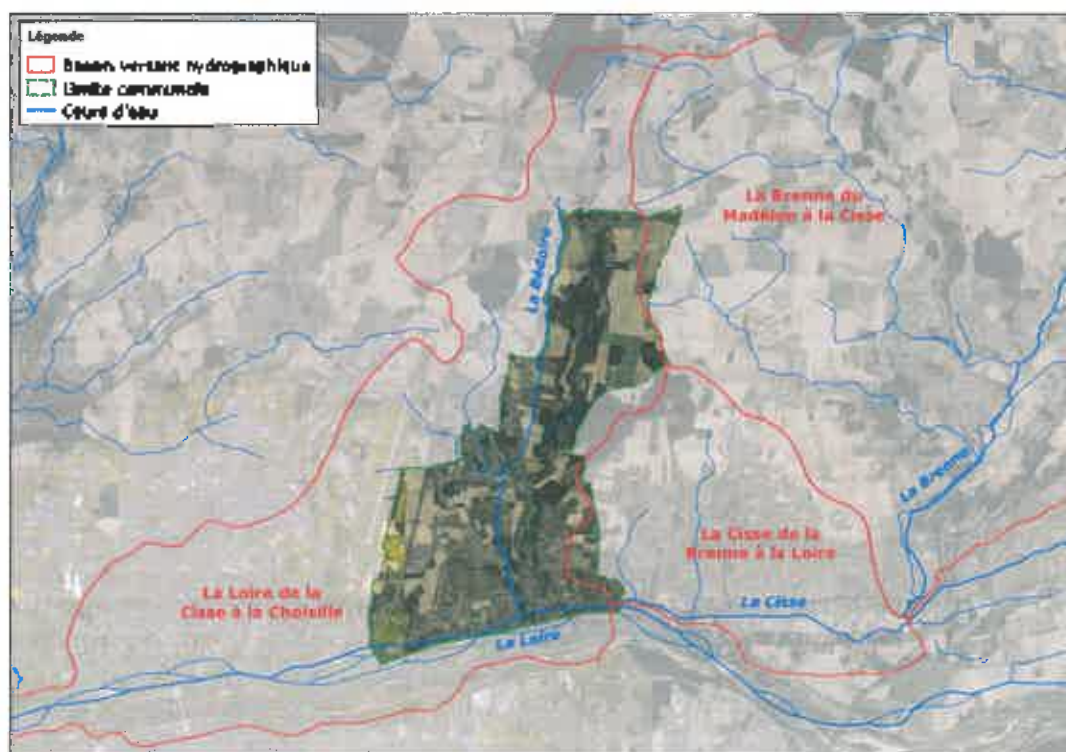 Légende
Bassin versant hydrographique
Limite communale
Cours d'eau
La Brenne du
Madelon à la Cisse
La Bédoire
La Brenne
La Cisse de la
Brenne à la Loire
La Loire de la
Cisse à la Choisille
La Cisse
La Loire